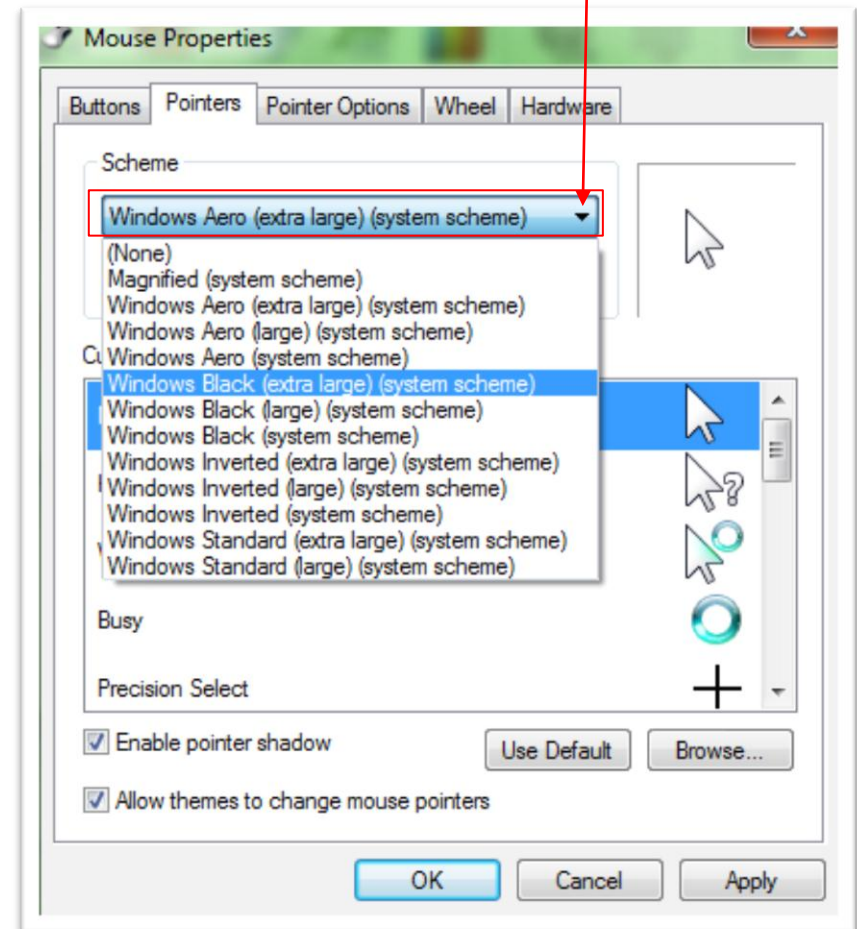 Mouse Properties
Buttons Pointers Pointer Options Wheel Hardware
Scheme
Windows Aero (extra large) (system scheme)
(None)
Magnified (system scheme)
Windows Aero (extra large) (system scheme)
Windows Aero (large) (system scheme)
Windows Aero (system scheme)
Windows Black (extra large) (system scheme)
Windows Black (large) (system scheme)
Windows Black (system scheme)
Windows Inverted (extra large) (system scheme)
Windows Inverted (large) (system scheme)
Windows Inverted (system scheme)
Windows Standard (extra large) (system scheme)
Windows Standard (large) (system scheme)
Busy
Precision Select
Enable pointer shadow
Use Default Browse...
Allow themes to change mouse pointers
OK Cancel Apply